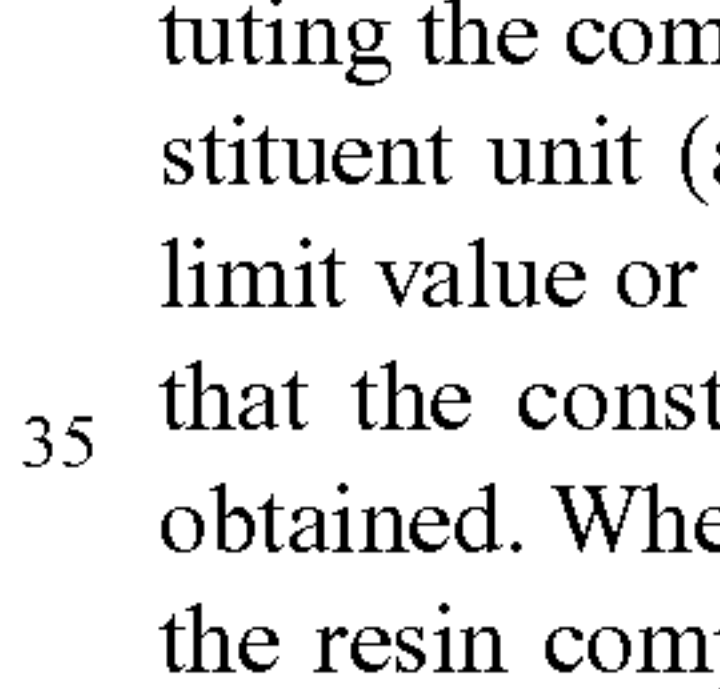 tuting the com
stituent unit (a
limit value or
that the const
35
obtained. Whe
the resin com